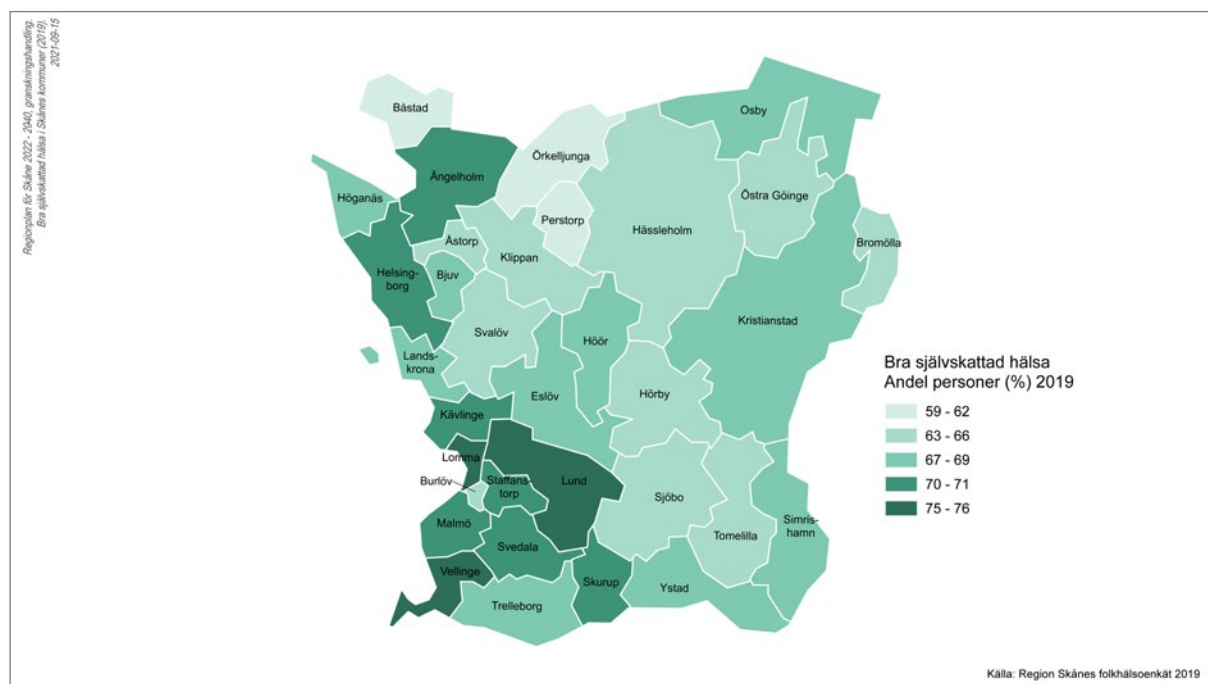 Regionplan för Skåne 2022 - 2040, granskningshandling.
Bra självskattad hälsa i Skånes kommuner (2019).
2021-09-15
Båstad
Osby
Örkelljunga
Ängelholm
Östra Göinge
Höganäs
Perstorp
Hässleholm
Åstorp
Bromölla
Klippan
Helsing-
borg
Bjuv
Kristianstad
Svalöv
Höör
Lands-
krona
Eslöv
Hörby
Kävlinge
Lomma
Burlöv
Staffans-
torp
Lund
Sjöbo
Malmö
Simris-
hamn
Tomelilla
Svedala
Vellinge
Skurup
Ystad
Trelleborg
Bra självskattad hälsa
Andel personer (%) 2019
59 - 62
63 - 66
67 - 69
70 - 71
75 - 76
Källa: Region Skånes folkhälsoenkät 2019